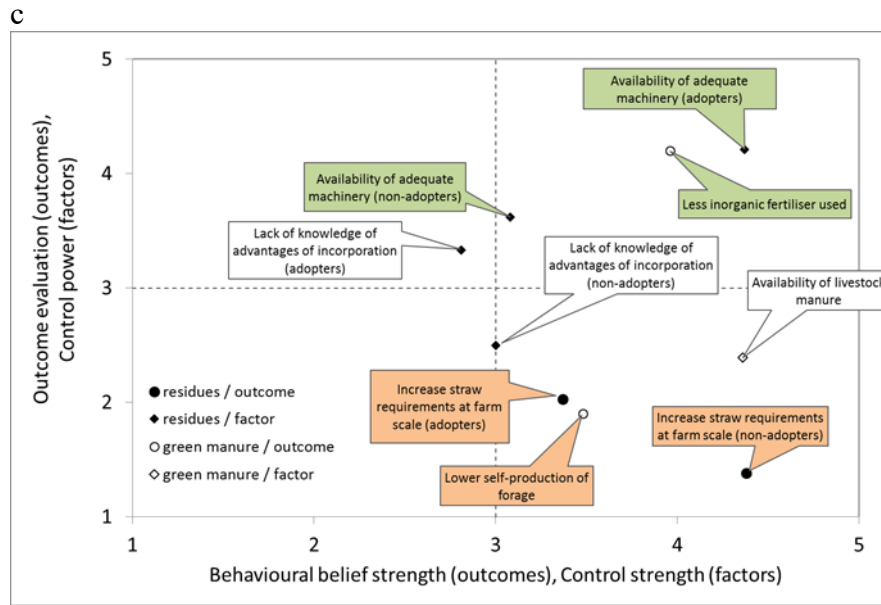 c
5
4
3
2
1
Outcome evaluation (outcomes),
Control power (factors)
Availability of adequate
machinery (adopters)
Availability of adequate
machinery (non-adopters)
Less inorganic fertiliser used
Lack of knowledge of
advantages of incorporation
(adopters)
Lack of knowledge of
advantages of incorporation
(non-adopters)
Availability of livestock
manure
residues / outcome
residues / factor
green manure / outcome
green manure / factor
Increase straw
requirements at farm
scale (adopters)
Increase straw requirements
at farm scale (non-adopters)
Lower self-production of
forage
1 2 3 4 5
Behavioural belief strength (outcomes), Control strength (factors)